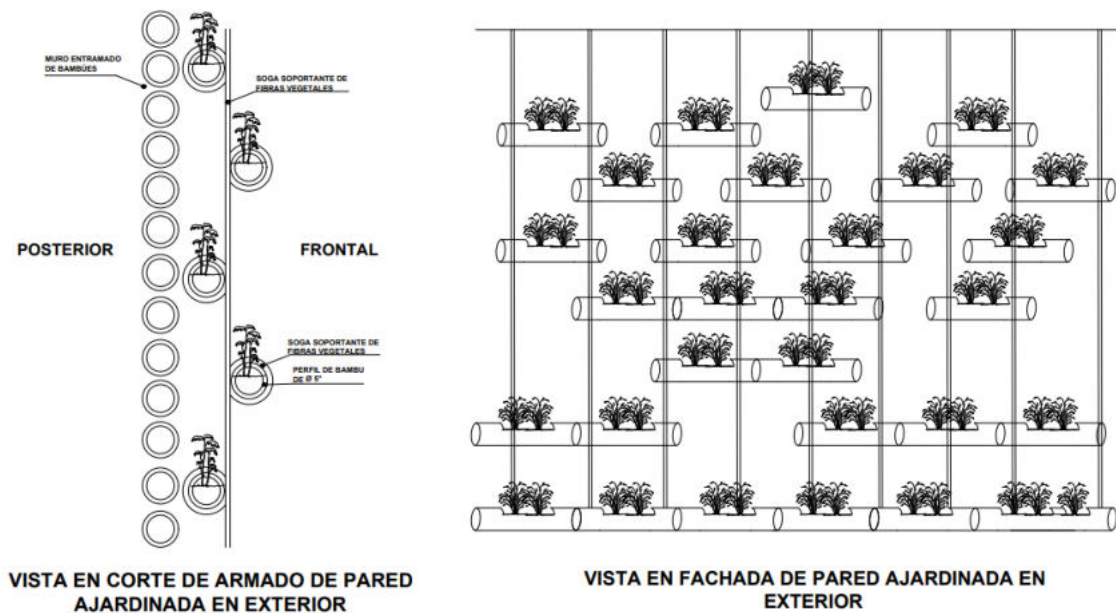 MURO ENTRAMADO
DE BAMBÚES
SOGA SOPORTANTE DE
FIBRAS VEGETALES
POSTERIOR
FRONTAL
SOGA SOPORTANTE DE
FIBRAS VEGETALES
PERFIL DE BAMBU
DE Ø 5"
VISTA EN CORTE DE ARMADO DE PARED
AJARDINADA EN EXTERIOR
VISTA EN FACHADA DE PARED AJARDINADA EN
EXTERIOR